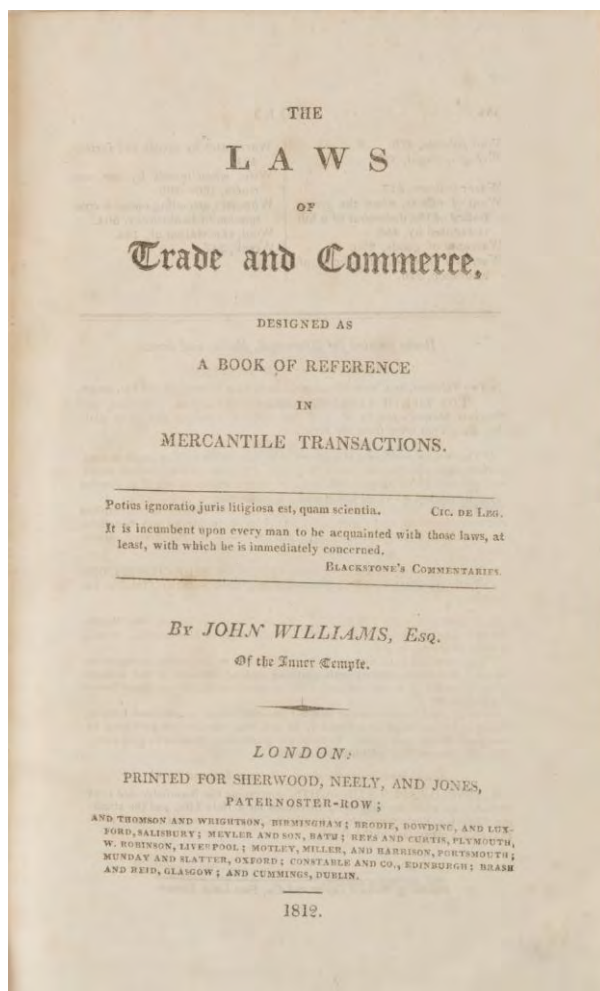 THE
LAWS
OF
Trade and Commerce,
DESIGNED AS
A BOOK OF REFERENCE
IN
MERCANTILE TRANSACTIONS.
Potius ignoratio juris litigiosa est, quam scientia. CIC. DE LEG.
It is incumbent upon every man to be acquainted with those laws, at
least, with which he is immediately concerned.
BLACKSTONE'S COMMENTARIES.
BY JOHN WILLIAMS, ESQ.
Of the Inner Temple.
LONDON:
PRINTED FOR SHERWOOD, NEELY, AND JONES,
PATERNOSTER-ROW;
AND THOMSON AND WRIGHTSON, BIRMINGHAM; BRODIE, DOWDING, AND LUX-
FORD, SALISBURY; MEYLER AND SON, BATH; REES AND CURTIS, PLYMOUTH,
W. ROBINSON, LIVERPOOL; MOTLEY, MILLER, AND HARRISON, PORTSMOUTH;
MUNDAY AND SLATTER, OXFORD; CONSTABLE AND CO., EDINBURGH; BRASH
AND REID, GLASGOW; AND CUMMINGS, DUBLIN.
1812.